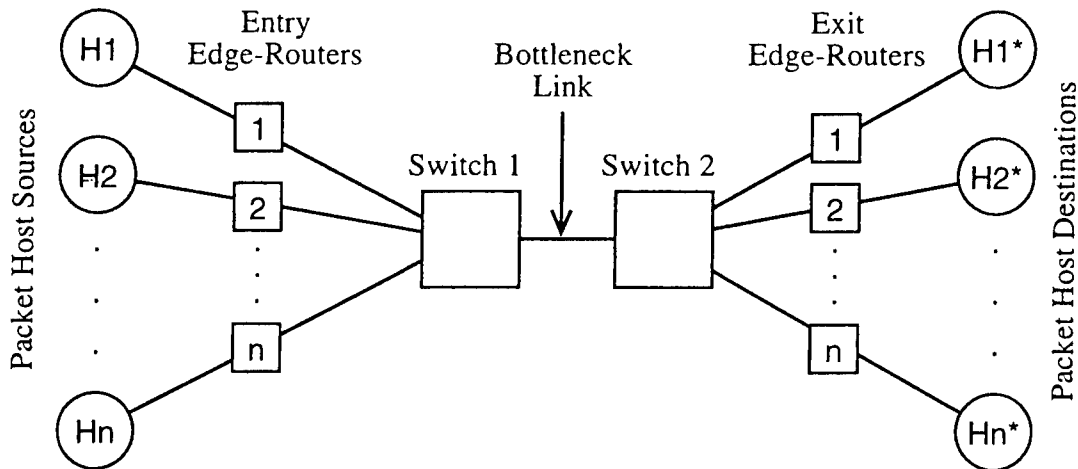 Entry
Edge-Routers
Exit
Edge-Routers
Bottleneck
Link
Switch 1
Switch 2
Packet Host Sources
Packet Host Destinations
H1
H2
Hn
1
2
n
1
2
n
H1*
H2*
Hn*